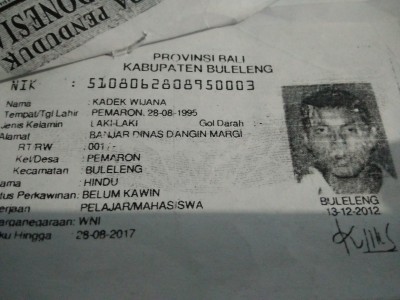 PENDUDUK
INDONESIA
PROVINSI BALI
KABUPATEN BULELENG
NIK : 5108062808950003
Nama : KADEK WIJANA
Tempat/Tgl Lahir : PEMARON, 28-08-1995
Jenis Kelamin : LAKI-LAKI Gol Darah : -
Alamat : BANJAR DINAS DANGIN MARGI
RT/RW : 001/-
Kel/Desa : PEMARON
Kecamatan : BULELENG
ama : HINDU
tus Perkawinan: BELUM KAWIN
erjaan : PELAJAR/MAHASISWA
arganegaraan: WNI
ku Hingga : 28-08-2017
BULELENG
13-12-2012